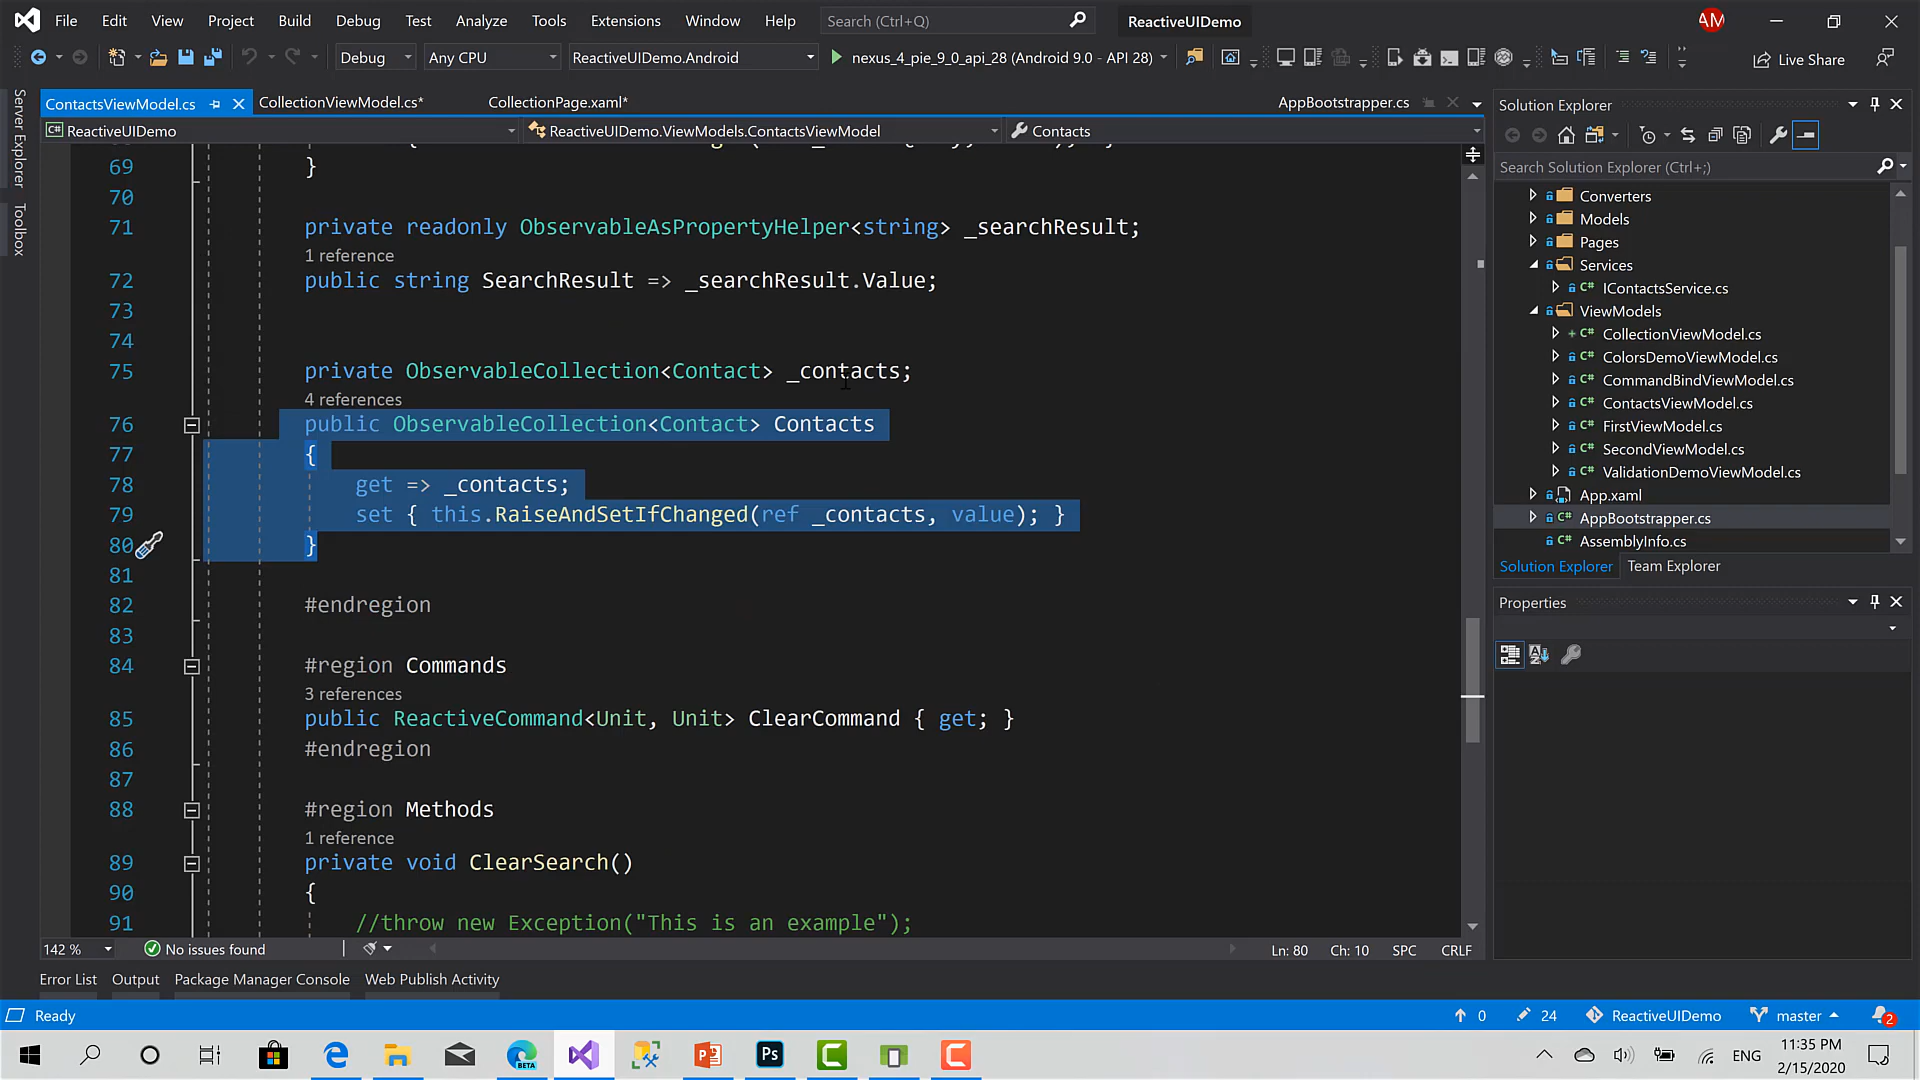 File Edit View Project Build Debug Test Analyze Tools Extensions Window Help Search (Ctrl+Q) ReactiveUIDemo AM
Debug Any CPU ReactiveUIDemo.Android nexus_4_pie_9_0_api_28 (Android 9.0 - API 28) Live Share
Server Explorer
Toolbox
ContactsViewModel.cs CollectionViewModel.cs* CollectionPage.xaml* AppBootstrapper.cs
ReactiveUIDemo ReactiveUIDemo.ViewModels.ContactsViewModel Contacts
69 }
70
71 private readonly ObservableAsPropertyHelper<string> _searchResult;
1 reference
72 public string SearchResult => _searchResult.Value;
73
74
75 private ObservableCollection<Contact> _contacts;
4 references
76 public ObservableCollection<Contact> Contacts
77 {
78 get => _contacts;
79 set { this.RaiseAndSetIfChanged(ref _contacts, value); }
80 }
81
82 #endregion
83
84 #region Commands
3 references
85 public ReactiveCommand<Unit, Unit> ClearCommand { get; }
86 #endregion
87
88 #region Methods
1 reference
89 private void ClearSearch()
90 {
91 //throw new Exception("This is an example");
142 % No issues found Ln: 80 Ch: 10 SPC CRLF
Error List Output Package Manager Console Web Publish Activity
Solution Explorer
Search Solution Explorer (Ctrl+;)
Converters
Models
Pages
Services
C# IContactsService.cs
ViewModels
C# CollectionViewModel.cs
C# ColorsDemoViewModel.cs
C# CommandBindViewModel.cs
C# ContactsViewModel.cs
C# FirstViewModel.cs
C# SecondViewModel.cs
C# ValidationDemoViewModel.cs
App.xaml
C# AppBootstrapper.cs
C# AssemblyInfo.cs
Solution Explorer Team Explorer
Properties
Ready 0 24 ReactiveUIDemo master 2
BETA Ps ENG 11:35 PM
2/15/2020